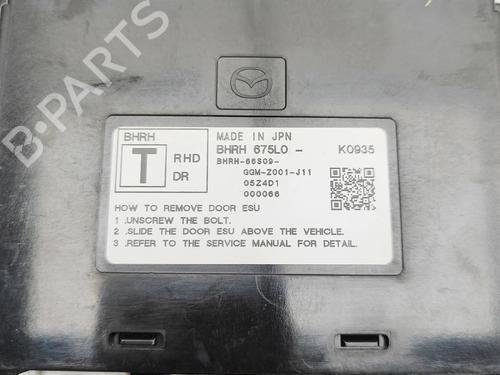 BHRH
T
RHD
DR
MADE IN JPN
BHRH 675L0 - K0935
BHRH-66S09-
GGM-Z001-J11
05Z4D1
000066
HOW TO REMOVE DOOR ESU
1 .UNSCREW THE BOLT.
2 .SLIDE THE DOOR ESU ABOVE THE VEHICLE.
3 .REFER TO THE SERVICE MANUAL FOR DETAIL.
B-PARTS